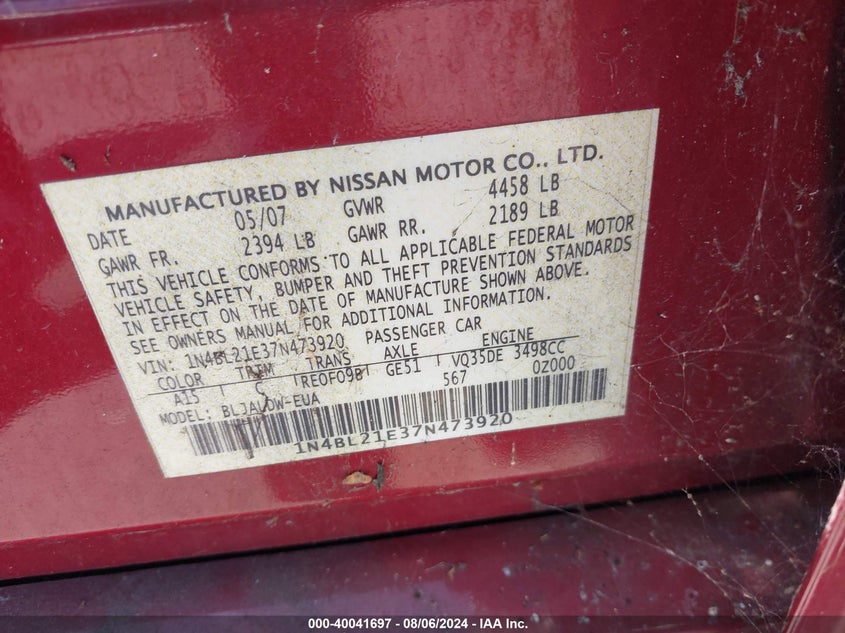 MANUFACTURED BY NISSAN MOTOR CO., LTD.
DATE 05/07 GVWR 4458 LB
GAWR FR. 2394 LB GAWR RR. 2189 LB
THIS VEHICLE CONFORMS TO ALL APPLICABLE FEDERAL MOTOR
VEHICLE SAFETY, BUMPER AND THEFT PREVENTION STANDARDS
IN EFFECT ON THE DATE OF MANUFACTURE SHOWN ABOVE.
SEE OWNERS MANUAL FOR ADDITIONAL INFORMATION.
VIN: 1N4BL21E37N473920 PASSENGER CAR
COLOR TRIM TRANS AXLE ENGINE
A15 RE0F09B GE51 VQ35DE 3498CC
MODEL: BLJALOW-EUA 567 0Z000
1N4BL21E37N473920
000-40041697 - 08/06/2024 - IAA Inc.